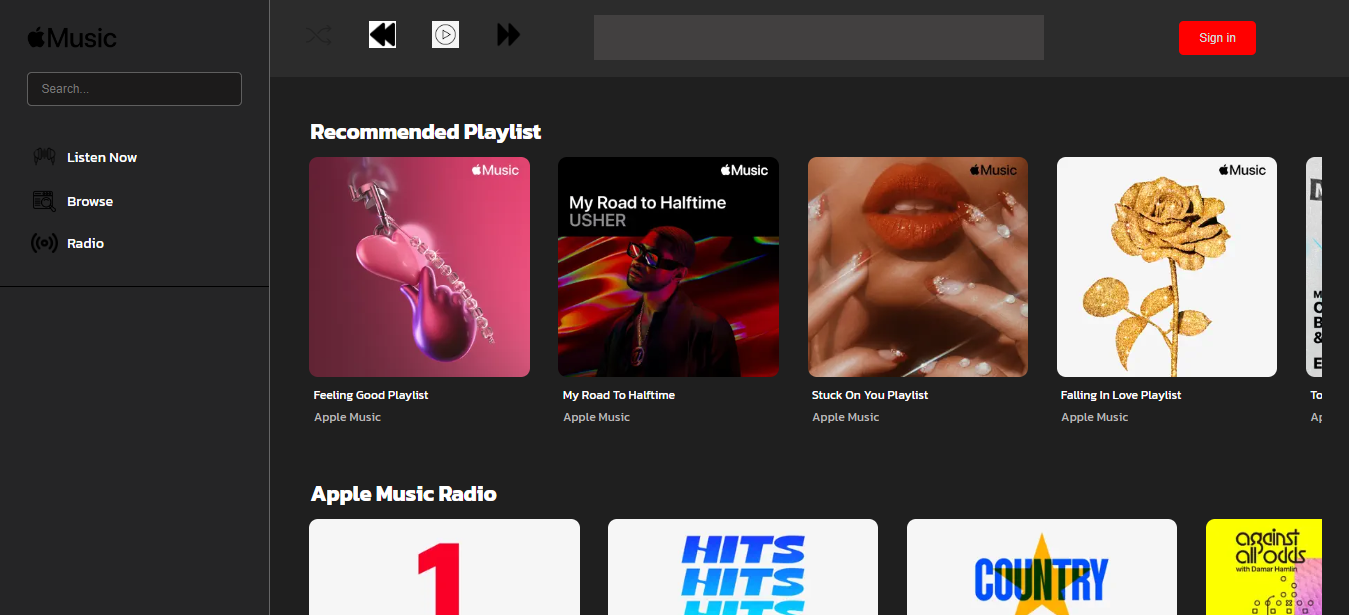 Music
Search...
Listen Now
Browse
Radio
Sign in
Recommended Playlist
Music
Music
My Road to Halftime
USHER
Music
Music
Feeling Good Playlist
Apple Music
My Road To Halftime
Apple Music
Stuck On You Playlist
Apple Music
Falling In Love Playlist
Apple Music
To
Ap
Apple Music Radio
1
HITS
HITS
HITS
COUNTRY
against
all odds
with Damar Hamlin